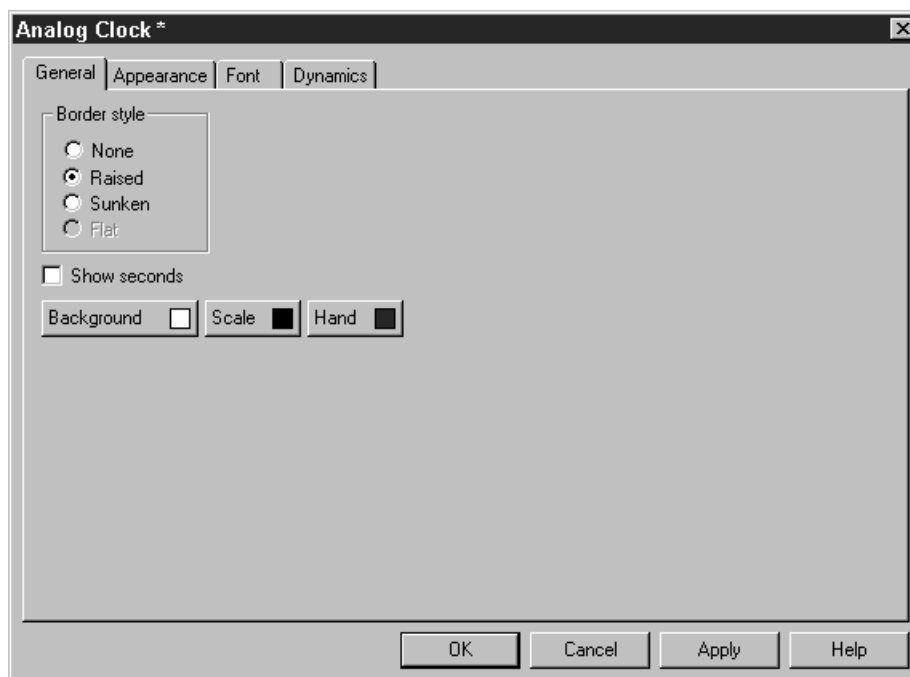 Analog Clock *
General Appearance Font Dynamics
Border style
None
Raised
Sunken
Flat
Show seconds
Background Scale Hand
OK Cancel Apply Help